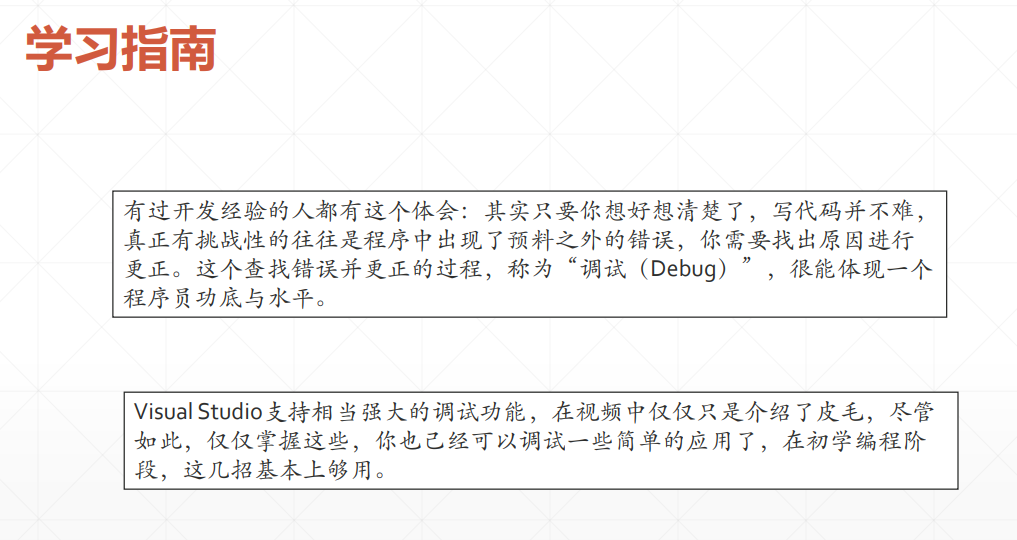 学习指南
有过开发经验的人都有这个体会：其实只要你想好想清楚了，写代码并不难，
真正有挑战性的往往是程序中出现了预料之外的错误，你需要找出原因进行
更正。这个查找错误并更正的过程，称为“调试（Debug）”，很能体现一个
程序员功底与水平。
Visual Studio支持相当强大的调试功能，在视频中仅仅只是介绍了皮毛，尽管
如此，仅仅掌握这些，你也已经可以调试一些简单的应用了，在初学编程阶
段，这几招基本上够用。